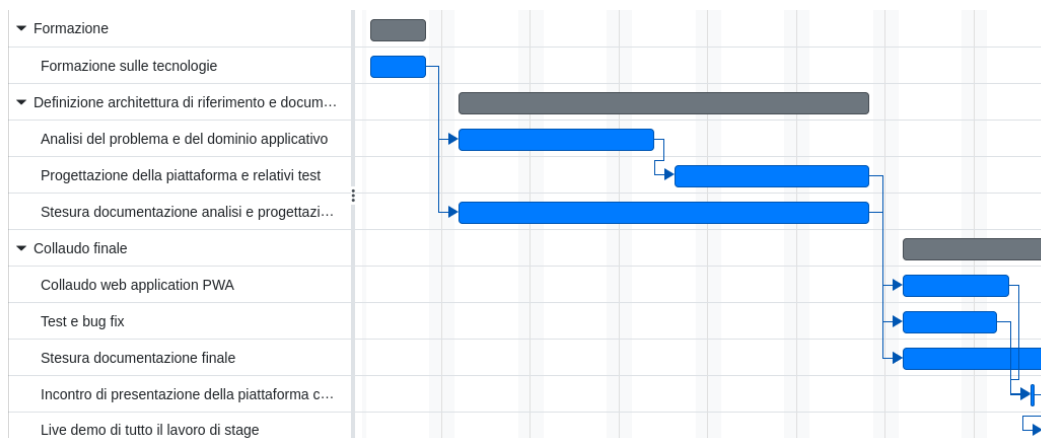 Formazione
Formazione sulle tecnologie
Definizione architettura di riferimento e docum…
Analisi del problema e del dominio applicativo
Progettazione della piattaforma e relativi test
Stesura documentazione analisi e progettazi…
Collaudo finale
Collaudo web application PWA
Test e bug fix
Stesura documentazione finale
Incontro di presentazione della piattaforma c…
Live demo di tutto il lavoro di stage